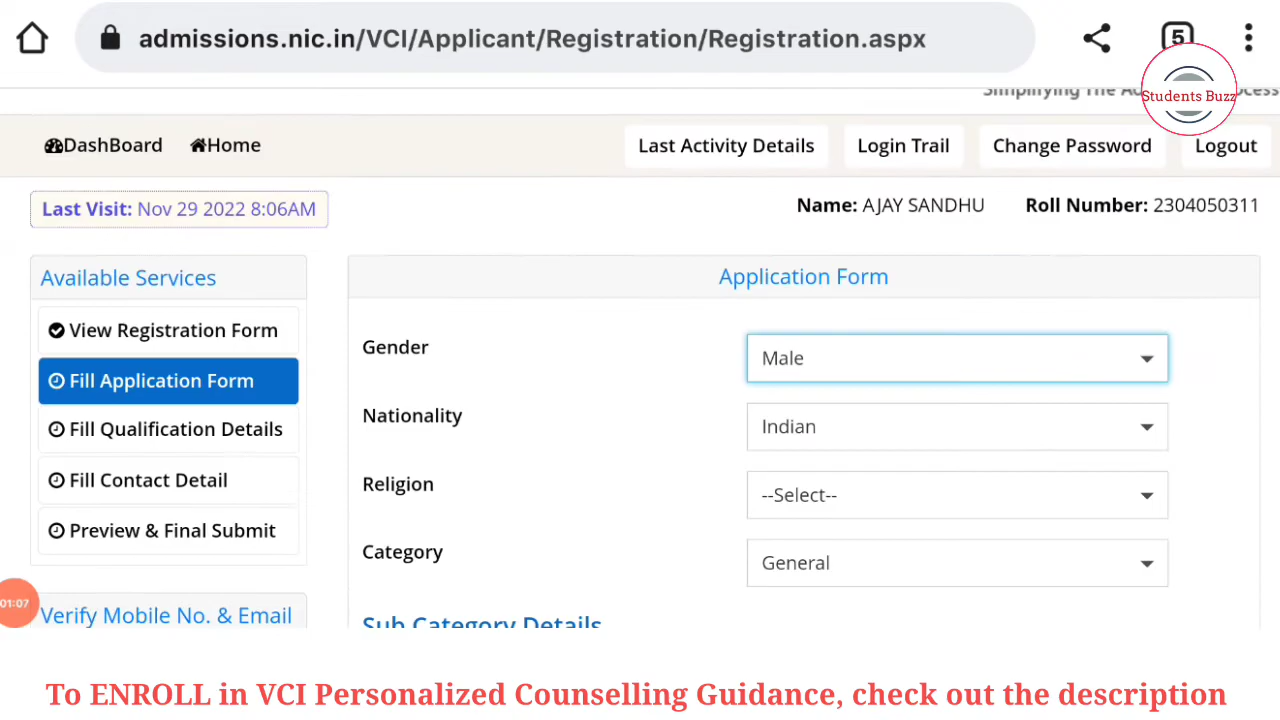 admissions.nic.in/VCI/Applicant/Registration/Registration.aspx
5
Students Buzz
Simplifying The
DashBoard Home Last Activity Details Login Trail Change Password Logout
Last Visit: Nov 29 2022 8:06AM Name: AJAY SANDHU Roll Number: 2304050311
Available Services
View Registration Form
Fill Application Form
Fill Qualification Details
Fill Contact Detail
Preview & Final Submit
01:07
Verify Mobile No. & Email
Application Form
Gender Male
Nationality Indian
Religion --Select--
Category General
Sub Category Details
To ENROLL in VCI Personalized Counselling Guidance, check out the description